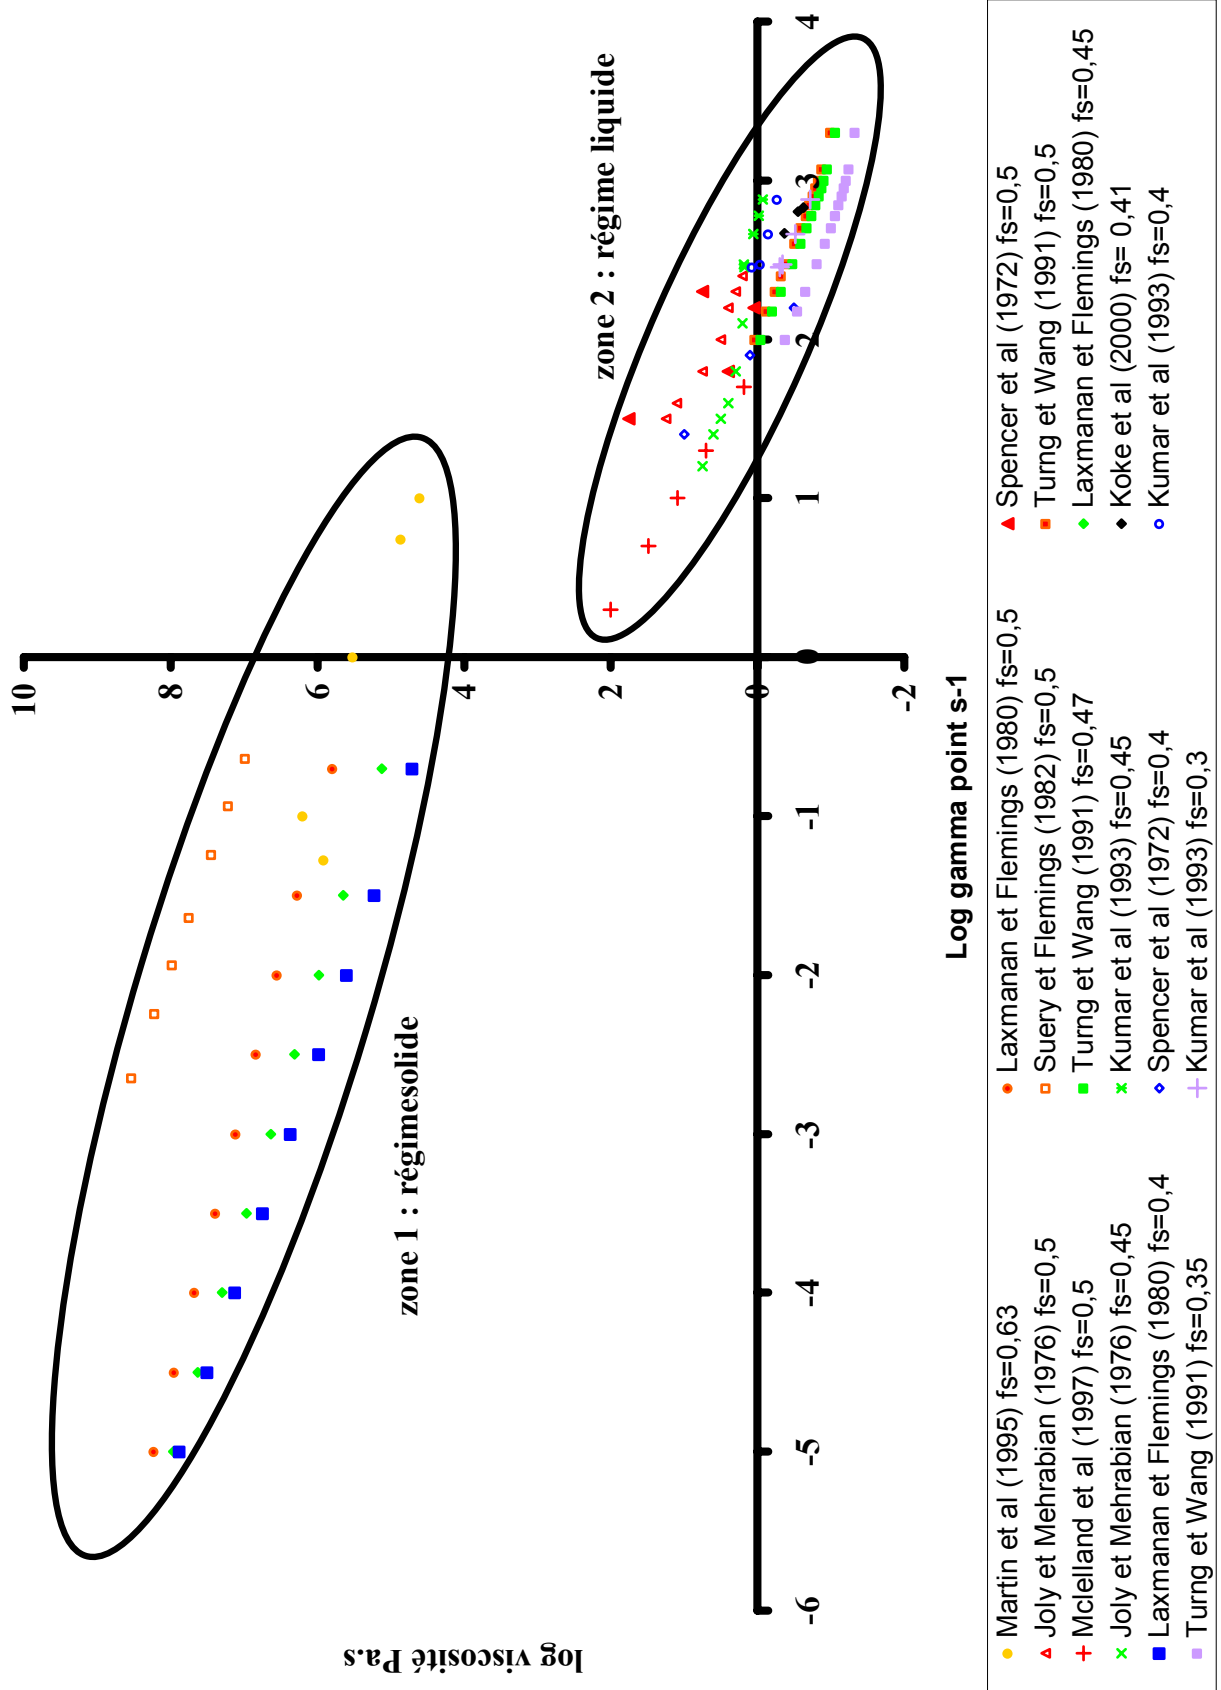 log viscosité Pa.s
10
8
6
4
2
0
-2
-6
-5
-4
-3
-2
-1
0
1
2
3
4
Log gamma point s-1
zone 1 : régimesolide
zone 2 : régime liquide
Martin et al (1995) fs=0,63
Laxmanan et Flemings (1980) fs=0,5
Spencer et al (1972) fs=0,5
Joly et Mehrabian (1976) fs=0,5
Suery et Flemings (1982) fs=0,5
Turng et Wang (1991) fs=0,5
Mclelland et al (1997) fs=0,5
Turng et Wang (1991) fs=0,47
Laxmanan et Flemings (1980) fs=0,45
Joly et Mehrabian (1976) fs=0,45
Kumar et al (1993) fs=0,45
Koke et al (2000) fs= 0,41
Laxmanan et Flemings (1980) fs=0,4
Spencer et al (1972) fs=0,4
Kumar et al (1993) fs=0,4
Turng et Wang (1991) fs=0,35
Kumar et al (1993) fs=0,3